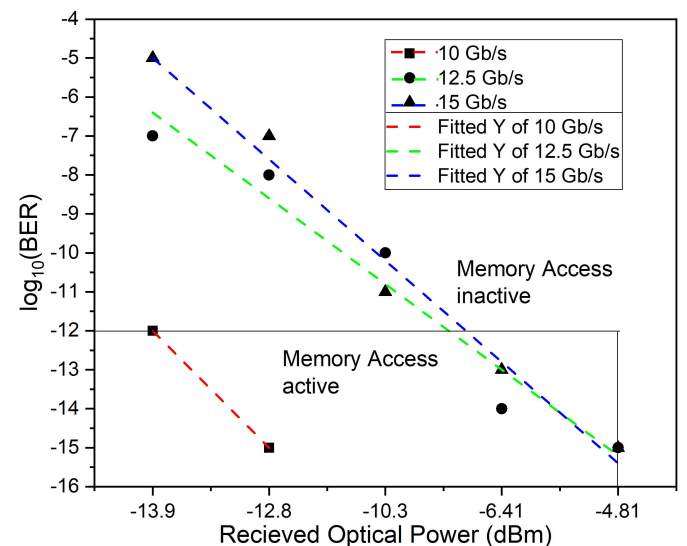 -4
-5
-6
-7
-8
-9
-10
-11
-12
-13
-14
-15
-16
log10(BER)
10 Gb/s
12.5 Gb/s
15 Gb/s
Fitted Y of 10 Gb/s
Fitted Y of 12.5 Gb/s
Fitted Y of 15 Gb/s
Memory Access
inactive
Memory Access
active
-13.9 -12.8 -10.3 -6.41 -4.81
Recieved Optical Power (dBm)